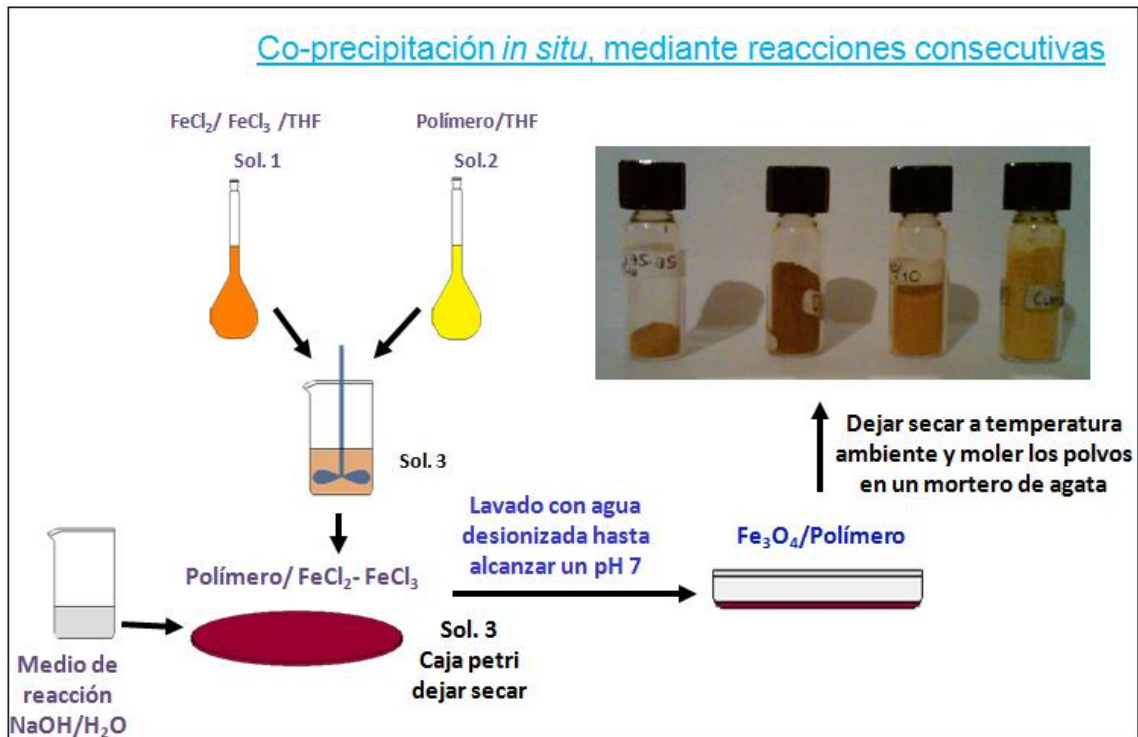 Co-precipitación in situ, mediante reacciones consecutivas
FeCl₂/ FeCl₃ /THF
Sol. 1
Polímero/THF
Sol.2
Sol. 3
Polímero/ FeCl₂- FeCl₃
Medio de
reacción
NaOH/H₂O
Sol. 3
Caja petri
dejar secar
Lavado con agua
desionizada hasta
alcanzar un pH 7
Fe₃O₄/Polímero
Dejar secar a temperatura
ambiente y moler los polvos
en un mortero de agata